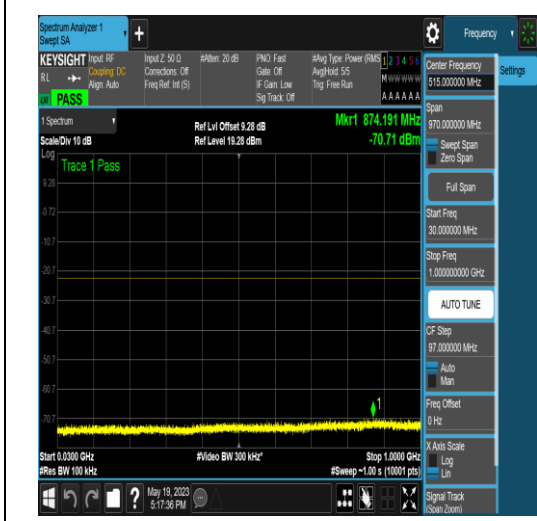 Spectrum Analyzer 1
Swept SA
Frequency
KEYSIGHT
RL
PASS
Input: RF
Coupling: DC
Align: Auto
Input Z: 50 Ω
Corrections: Off
Freq Ref: Int (S)
#Atten: 20 dB
PNO: Fast
Gate: Off
IF Gain: Low
Sig Track: Off
#Avg Type: Power (RMS
Avg|Hold: 5/5
Trig: Free Run
1 2 3 4 5 6
M W W W W W
A A A A A A
1 Spectrum
Scale/Div 10 dB
Ref Lvl Offset 9.28 dB
Ref Level 19.28 dBm
Mkr1 874.191 MHz
-70.71 dBm
Log
Trace 1 Pass
9.28
-0.72
-10.7
-20.7
-30.7
-40.7
-50.7
-60.7
-70.7
1
Start 0.0300 GHz
#Res BW 100 kHz
#Video BW 300 kHz*
Stop 1.0000 GHz
#Sweep ~1.00 s (10001 pts)
May 19, 2023
5:17:36 PM
Center Frequency
515.000000 MHz
Settings
Span
970.000000 MHz
Swept Span
Zero Span
Full Span
Start Freq
30.000000 MHz
Stop Freq
1.000000000 GHz
AUTO TUNE
CF Step
97.000000 MHz
Auto
Man
Freq Offset
0 Hz
X Axis Scale
Log
Lin
Signal Track
(Span Zoom)